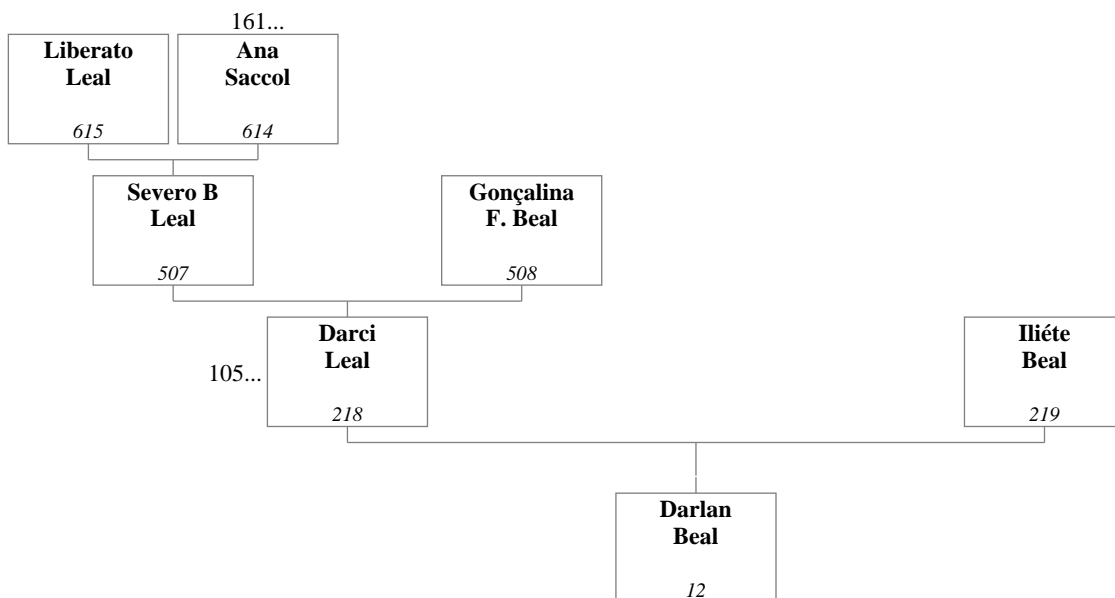 161...
Liberato
Leal
615
Ana
Saccol
614
Severo B
Leal
507
Gonçalina
F. Beal
508
105...
Darci
Leal
218
Iliéte
Beal
219
Darlan
Beal
12